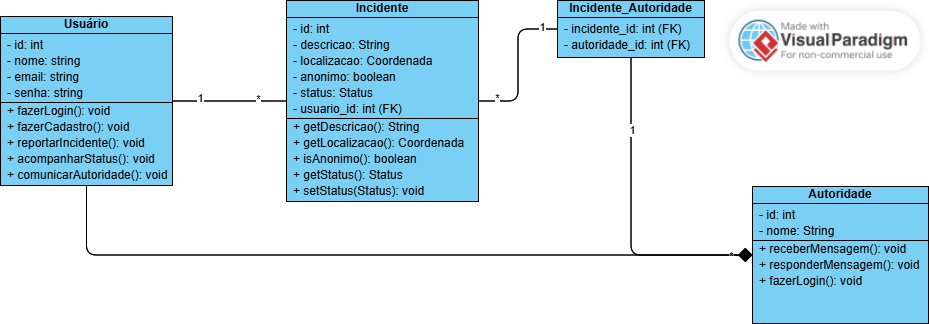 Usuário
- id: int
- nome: string
- email: string
- senha: string
+ fazerLogin(): void
+ fazerCadastro(): void
+ reportarIncidente(): void
+ acompanharStatus(): void
+ comunicarAutoridade(): void
1
*
Incidente
- id: int
- descricao: String
- localizacao: Coordenada
- anonimo: boolean
- status: Status
- usuario_id: int (FK)
+ getDescricao(): String
+ getLocalizacao(): Coordenada
+ isAnonimo(): boolean
+ getStatus(): Status
+ setStatus(Status): void
*
1
Incidente_Autoridade
- incidente_id: int (FK)
- autoridade_id: int (FK)
1
*
Autoridade
- id: int
- nome: String
+ receberMensagem(): void
+ responderMensagem(): void
+ fazerLogin(): void
Made with
Visual Paradigm
For non-commercial use